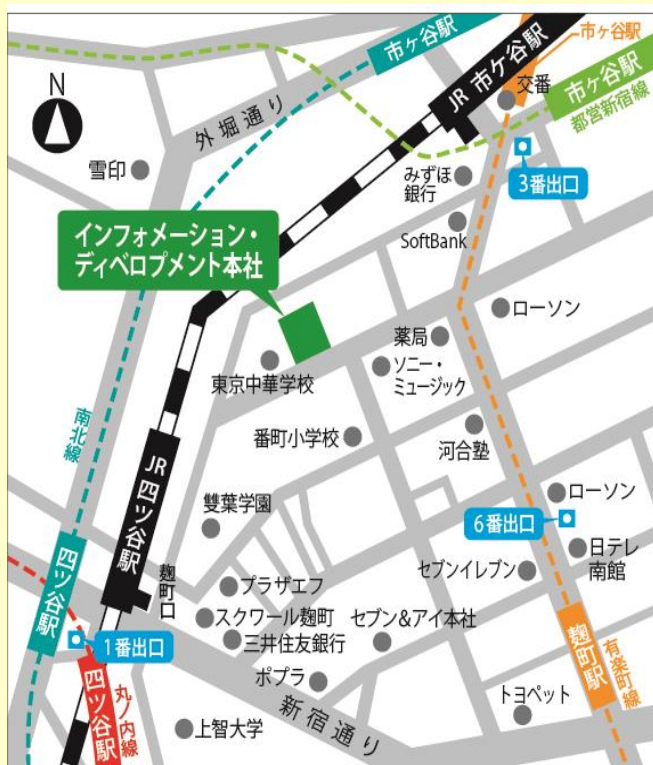 市ヶ谷駅
市ヶ谷駅
JR 市ケ谷駅
交番
市ヶ谷駅
都営新宿線
N
外堀通り
雪印
みずほ
銀行
3番出口
SoftBank
インフォメーション・
ディベロプメント本社
ローソン
薬局
東京中華学校
ソニー・
ミュージック
南北線
番町小学校
河合塾
JR 四ツ谷駅
雙葉学園
ローソン
6番出口
日テレ
南館
四ツ谷駅
麹町口
プラザエフ
セブンイレブン
スクワール麹町
セブン&アイ本社
1番出口
三井住友銀行
麹町駅
有楽町線
四ツ谷駅
丸ノ内線
ポプラ
新宿通り
トヨペット
上智大学